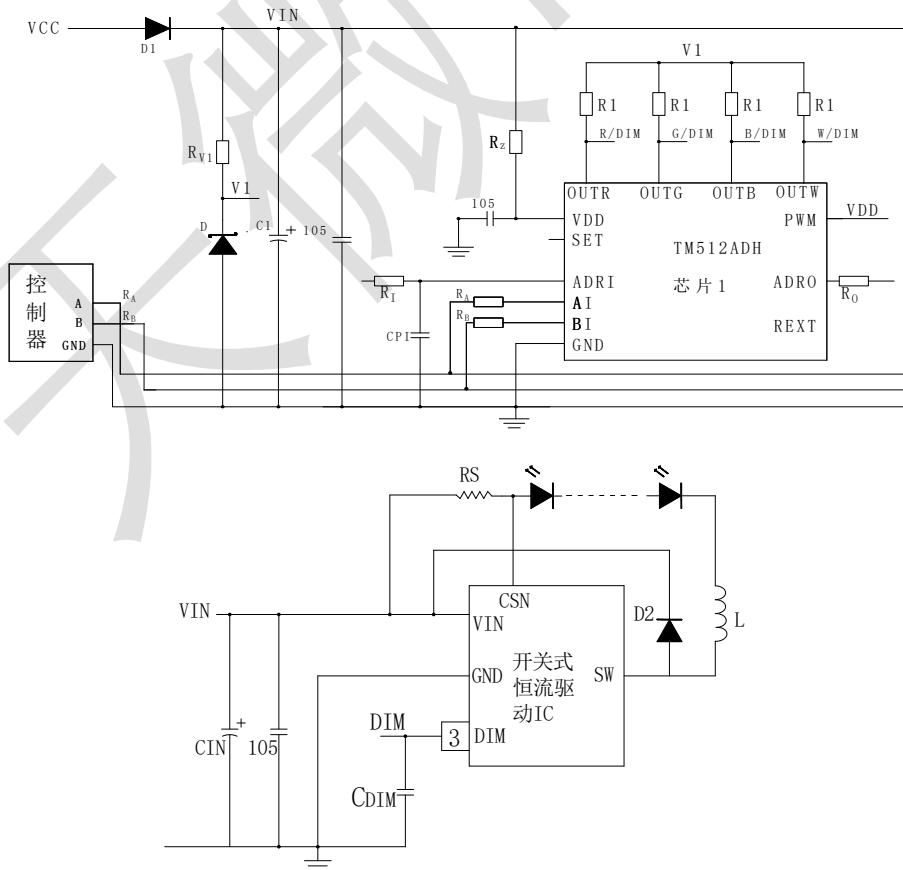 VCC
D1
VIN
V1
R1
R1
R1
R1
R/DIM
G/DIM
B/DIM
W/DIM
RZ
RV1
V1
D
C1
+
105
105
OUTR
OUTG
OUTB
OUTW
VDD
PWM
VDD
SET
TM512ADH
芯片1
ADRI
ADRO
RI
RO
控制器
A
B
GND
RA
RB
RA
RB
AI
BI
GND
REXT
CPI
RS
VIN
CSN
VIN
D2
L
开关式
恒流驱
动IC
GND
SW
DIM
3
DIM
CIN
+
105
CDIM
天微